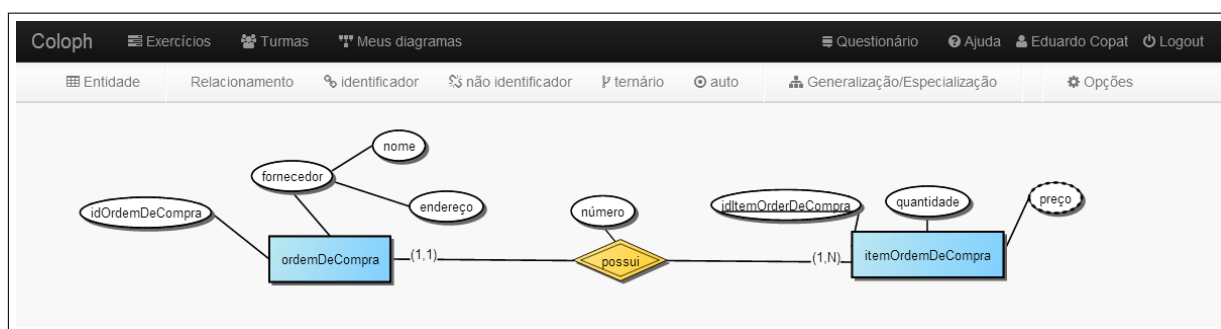 Coloph Exercícios Turmas Meus diagramas Questionário Ajuda Eduardo Copat Logout
Entidade Relacionamento identificador não identificador ternário auto Generalização/Especialização Opções
nome
fornecedor
idOrdemDeCompra
endereço
número
idItemOrderDeCompra
quantidade
preço
ordemDeCompra
(1,1)
possui
(1,N)
itemOrdemDeCompra